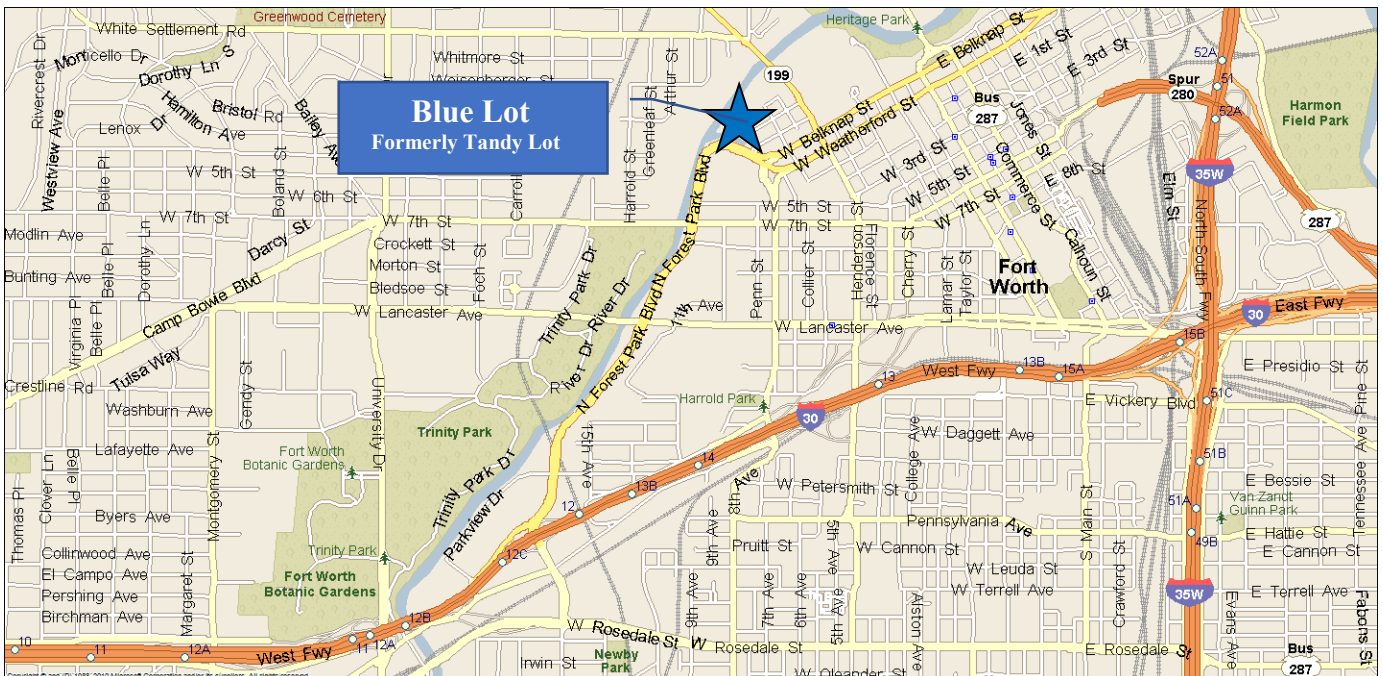 Greenwood Cemetery
White Settlement Rd
Heritage Park
Rivercrest Dr
Monticello Dr
Dorothy Ln S
Whitmore St
Weisenberger St
Arthur St
199
E Belknap St
E 1st St
E 3rd St
52A
51
Spur
280
52A
Harmon
Field Park
Blue Lot
Formerly Tandy Lot
Westview Ave
Hamilton Ave
Bristol Rd
Bailey Ave
Lenox Dr
Greenleaf St
W Belknap St
W Weatherford St
Bus
287
Jones St
Commerce St
W 5th St
Belle Pl
Boland St
W 6th St
Carroll
Harrold St
N Forest Park Blvd
W 3rd St
W 5th St
W 7th St
E 8th St
Elm St
35W
287
Modlin Ave
Dorothy Ln
Darcy St
W 7th St
W 5th St
W 7th St
Henderson St
Florence St
Cherry St
Calhoun St
North-South Fwy
Crockett St
Morton St
Bledsoe St
Foch St
Trinity Park Dr
River Dr
Bunting Ave
Belle Pl
Camp Bowie Blvd
Penn St
Collier St
Lamar St
Taylor St
Fort
Worth
W Lancaster Ave
11th Ave
W Lancaster Ave
East Fwy
30
Virginia Pl
Belle Pl
Tulsa Way
Crestline Rd
Gendy St
University Dr
River Dr
N Forest Park Blvd
13
West Fwy
13B
15A
15B
E Presidio St
Washburn Ave
Harrold Park
30
51C
E Vickery Blvd
Pine St
Lafayette Ave
Trinity Park
Fort Worth
Botanic Gardens
15th Ave
14
W Daggett Ave
College Ave
51B
Tennessee Ave
Thomas Pl
Clover Ln
Belle Pl
Montgomery St
Byers Ave
Trinity Park Dr
Parkview Dr
13B
12
8th Ave
W Petersmith St
S Main St
E Bessie St
51A
Van Zandt
Guinn Park
Pennsylvania Ave
49B
E Hattie St
Collinwood Ave
Trinity Park
12C
9th Ave
Pruitt St
5th Ave
W Cannon St
E Cannon St
El Campo Ave
Fort Worth
Botanic Gardens
W Leuda St
Pershing Ave
Margaret St
9th Ave
7th Ave
6th Ave
5th Ave
W Terrell Ave
Crawford St
35W
E Terrell Ave
Birchman Ave
12B
Alston Ave
Evans Ave
Fabons St
10
11
12A
West Fwy
11
12A
W Rosedale St
W Rosedale St
E Rosedale St
Irwin St
Newby
Park
W Oleander St
Bus
287